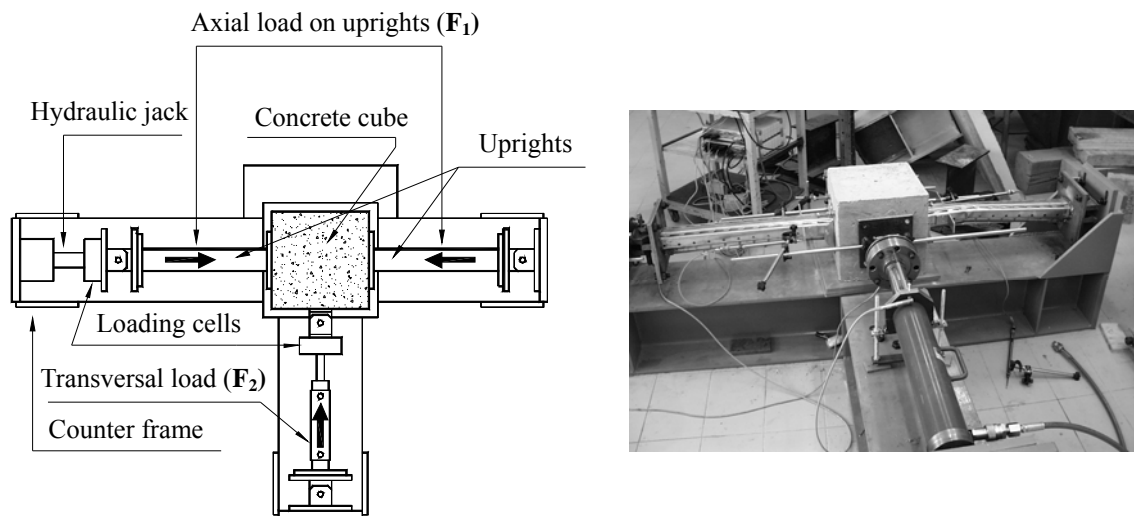 Axial load on uprights (F1)
Hydraulic jack
Concrete cube
Uprights
Loading cells
Transversal load (F2)
Counter frame